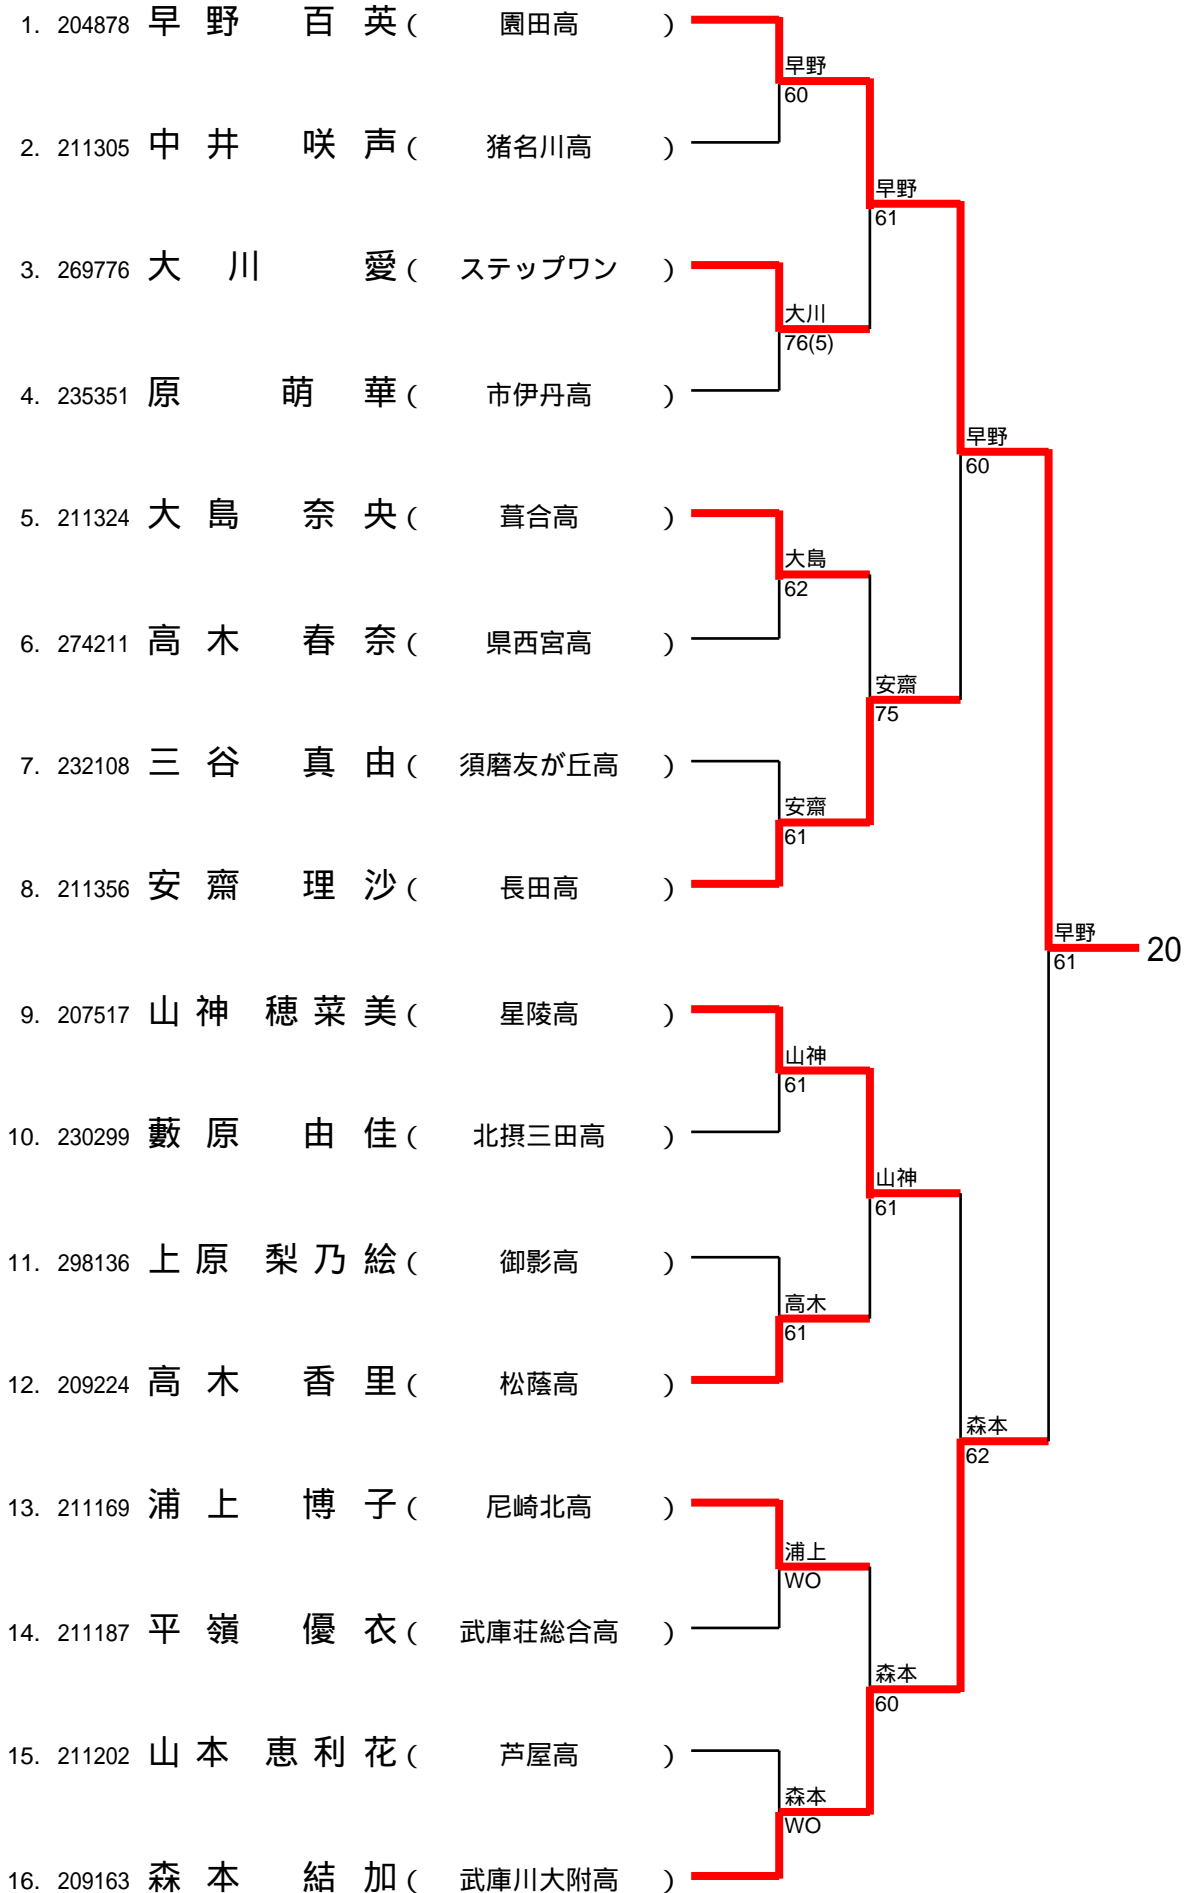 1. 204878 早野 百英 ( 園田高 )
早野
60
2. 211305 中井 咲声 ( 猪名川高 )
早野
61
3. 269776 大川 愛 ( ステップワン )
大川
76(5)
4. 235351 原 萌華 ( 市伊丹高 )
早野
60
5. 211324 大島 奈央 ( 葺合高 )
大島
62
6. 274211 高木 春奈 ( 県西宮高 )
安齋
75
7. 232108 三谷 真由 ( 須磨友が丘高 )
安齋
61
8. 211356 安齋 理沙 ( 長田高 )
早野
61
20
9. 207517 山神 穂菜美 ( 星陵高 )
山神
61
10. 230299 藪原 由佳 ( 北摂三田高 )
山神
61
11. 298136 上原 梨乃絵 ( 御影高 )
高木
61
12. 209224 高木 香里 ( 松蔭高 )
森本
62
13. 211169 浦上 博子 ( 尼崎北高 )
浦上
WO
14. 211187 平嶺 優衣 ( 武庫荘総合高 )
森本
60
15. 211202 山本 恵利花 ( 芦屋高 )
森本
WO
16. 209163 森本 結加 ( 武庫川大附高 )